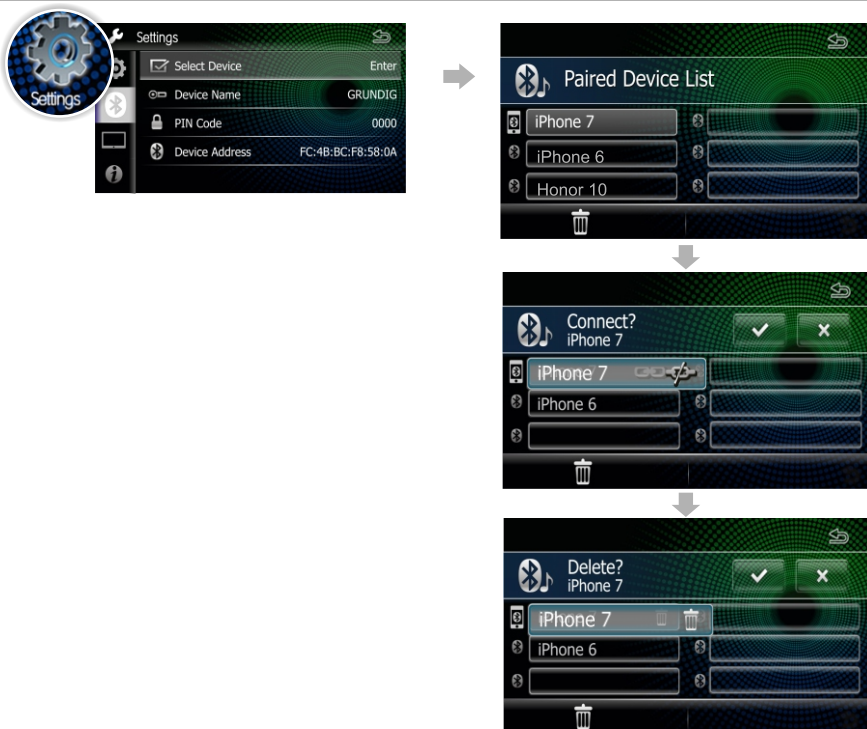 Settings
Settings
Select Device Enter
Device Name GRUNDIG
PIN Code 0000
Device Address FC:4B:BC:F8:58:0A
Paired Device List
iPhone 7
iPhone 6
Honor 10
Connect?
iPhone 7
iPhone 7
iPhone 6
Delete?
iPhone 7
iPhone 7
iPhone 6